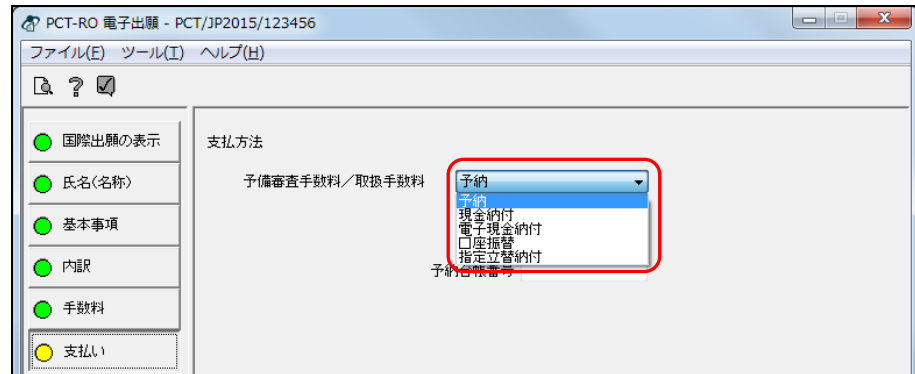 PCT-RO 電子出願 - PCT/JP2015/123456
ファイル(F) ツール(T) ヘルプ(H)
国際出願の表示
支払方法
氏名(名称)
予備審査手数料／取扱手数料
予納
予納
現金納付
電子現金納付
口座振替
指定立替納付
基本事項
内訳
予納台帳番号
手数料
支払い